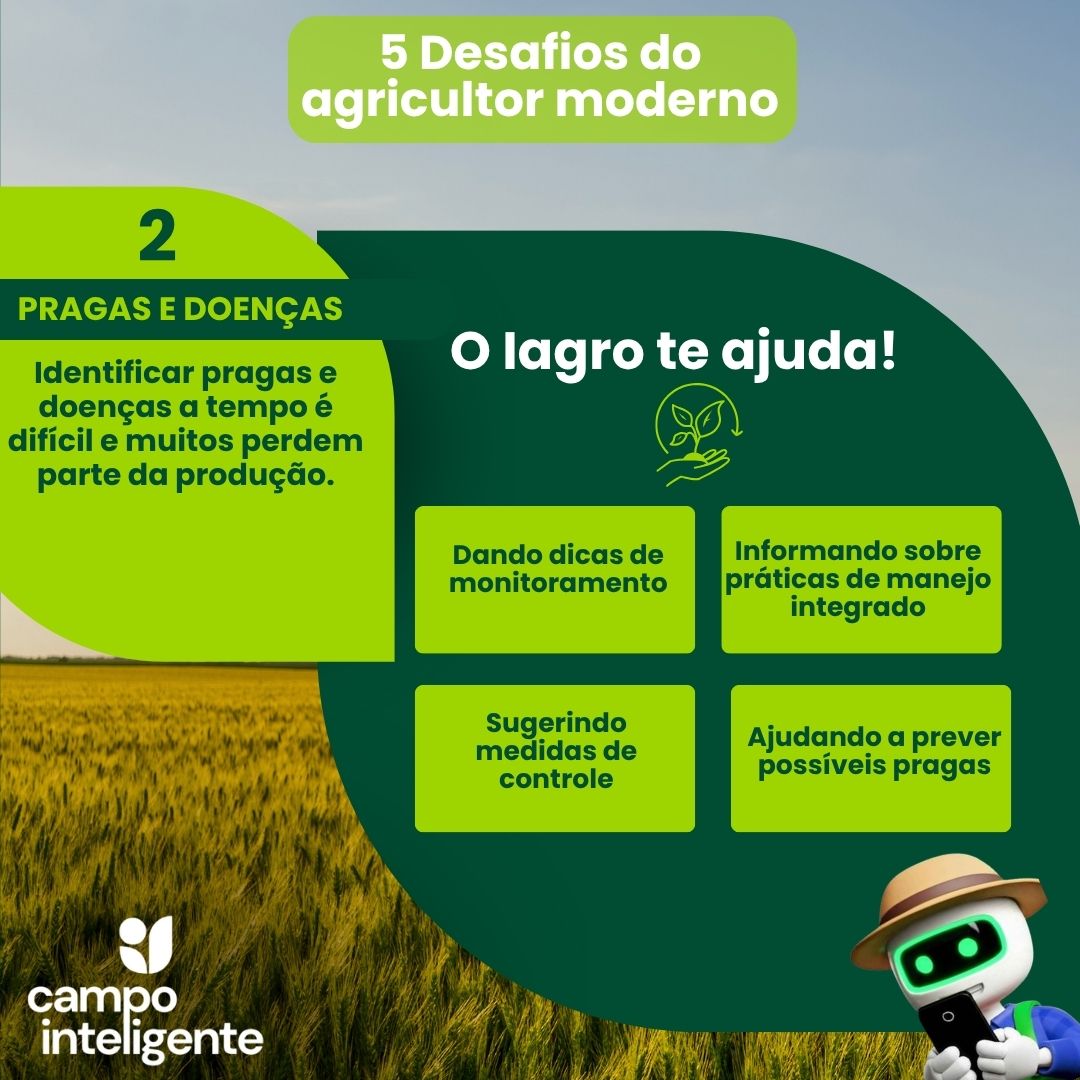 5 Desafios do
agricultor moderno
2
PRAGAS E DOENÇAS
Identificar pragas e
doenças a tempo é
difícil e muitos perdem
parte da produção.
O Iagro te ajuda!
Dando dicas de
monitoramento
Informando sobre
práticas de manejo
integrado
Sugerindo
medidas de
controle
Ajudando a prever
possíveis pragas
campo
inteligente